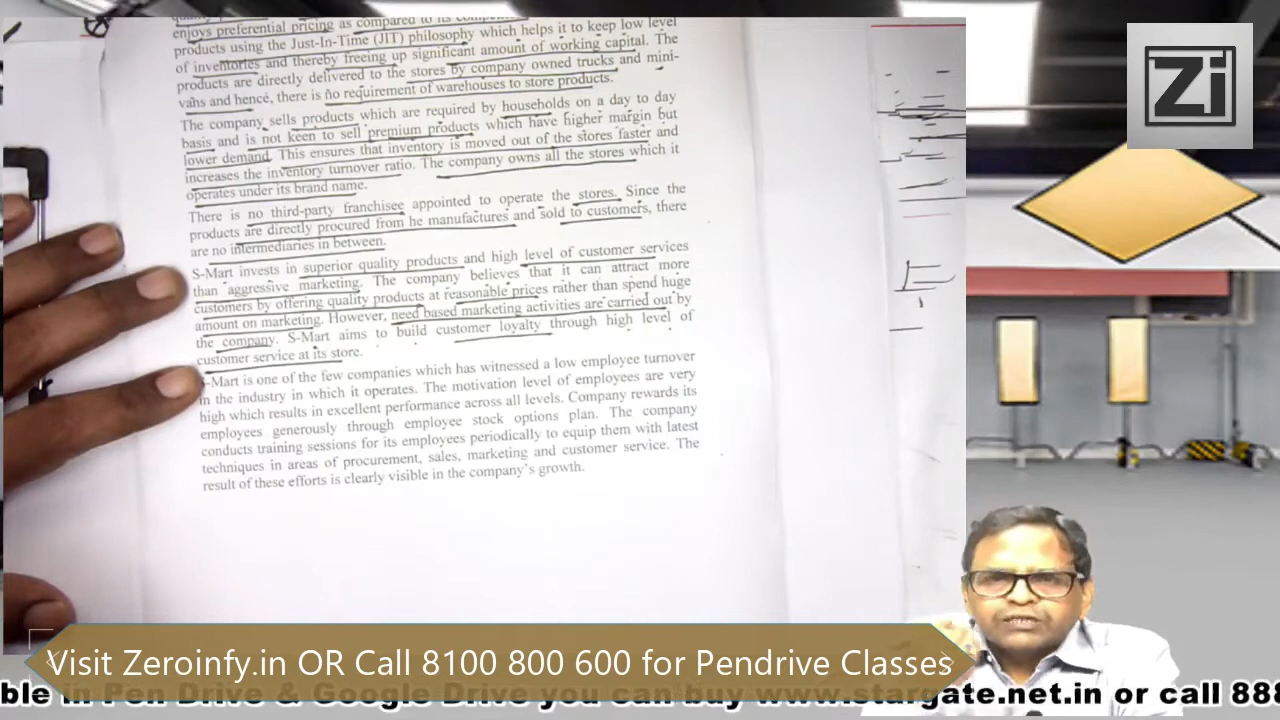 enjoys preferential pricing as compared to its
products using the Just-In-Time (JIT) philosophy which helps it to keep low level
of inventories and thereby freeing up significant amount of working capital. The
products are directly delivered to the stores by company owned trucks and mini-
vahs and hence, there is no requirement of warehouses to store products.
The company sells products which are required by households on a day to day
basis and is not keen to sell premium products which have higher margin but
lower demand. This ensures that inventory is moved out of the stores faster and
increases the inventory turnover ratio. The company owns all the stores which it
operates under its brand name.
There is no third-party franchisee appointed to operate the stores. Since the
products are directly procured from he manufactures and sold to customers, there
are no intermediaries in between.
S-Mart invests in superior quality products and high level of customer services
than aggressive marketing. The company believes that it can attract more
customers by offering quality products at reasonable prices rather than spend huge
amount on marketing. However, need based marketing activities are carried out by
the company. S-Mart aims to build customer loyalty through high level of
customer service at its store.
S-Mart is one of the few companies which has witnessed a low employee turnover
in the industry in which it operates. The motivation level of employees are very
high which results in excellent performance across all levels. Company rewards its
employees generously through employee stock options plan. The company
conducts training sessions for its employees periodically to equip them with latest
techniques in areas of procurement, sales, marketing and customer service. The
result of these efforts is clearly visible in the company's growth.
Zi
Visit Zeroinfy.in OR Call 8100 800 600 for Pendrive Classes
ble in Pen Drive & Google Drive you can buy www.stargate.net.in or call 888